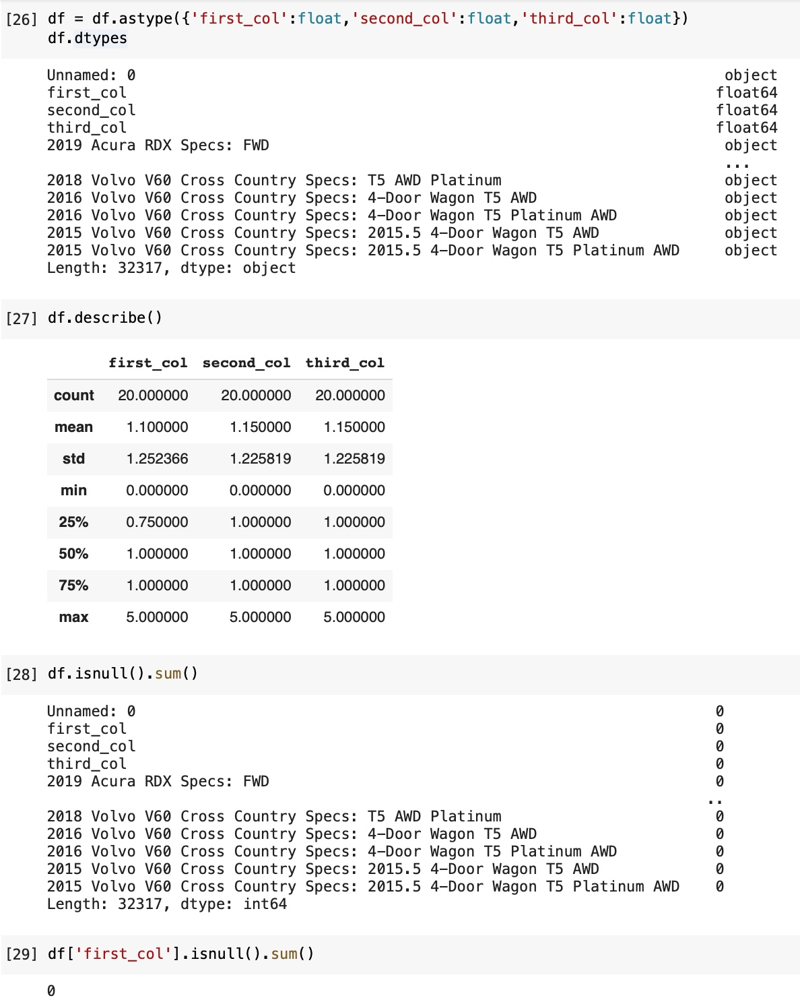 [26] df = df.astype({'first_col':float,'second_col':float,'third_col':float})
df.dtypes
Unnamed: 0 object
first_col float64
second_col float64
third_col float64
2019 Acura RDX Specs: FWD object
...
2018 Volvo V60 Cross Country Specs: T5 AWD Platinum object
2016 Volvo V60 Cross Country Specs: 4-Door Wagon T5 AWD object
2016 Volvo V60 Cross Country Specs: 4-Door Wagon T5 Platinum AWD object
2015 Volvo V60 Cross Country Specs: 2015.5 4-Door Wagon T5 AWD object
2015 Volvo V60 Cross Country Specs: 2015.5 4-Door Wagon T5 Platinum AWD object
Length: 32317, dtype: object
[27] df.describe()
first_col second_col third_col
count 20.000000 20.000000 20.000000
mean 1.100000 1.150000 1.150000
std 1.252366 1.225819 1.225819
min 0.000000 0.000000 0.000000
25% 0.750000 1.000000 1.000000
50% 1.000000 1.000000 1.000000
75% 1.000000 1.000000 1.000000
max 5.000000 5.000000 5.000000
[28] df.isnull().sum()
Unnamed: 0 0
first_col 0
second_col 0
third_col 0
2019 Acura RDX Specs: FWD 0
..
2018 Volvo V60 Cross Country Specs: T5 AWD Platinum 0
2016 Volvo V60 Cross Country Specs: 4-Door Wagon T5 AWD 0
2016 Volvo V60 Cross Country Specs: 4-Door Wagon T5 Platinum AWD 0
2015 Volvo V60 Cross Country Specs: 2015.5 4-Door Wagon T5 AWD 0
2015 Volvo V60 Cross Country Specs: 2015.5 4-Door Wagon T5 Platinum AWD 0
Length: 32317, dtype: int64
[29] df['first_col'].isnull().sum()
0